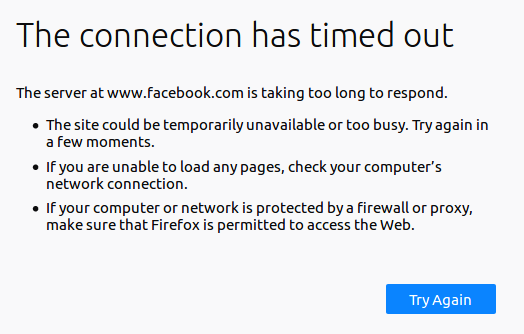 The connection has timed out
The server at www.facebook.com is taking too long to respond.
• The site could be temporarily unavailable or too busy. Try again in
a few moments.
• If you are unable to load any pages, check your computer’s
network connection.
• If your computer or network is protected by a firewall or proxy,
make sure that Firefox is permitted to access the Web.
Try Again